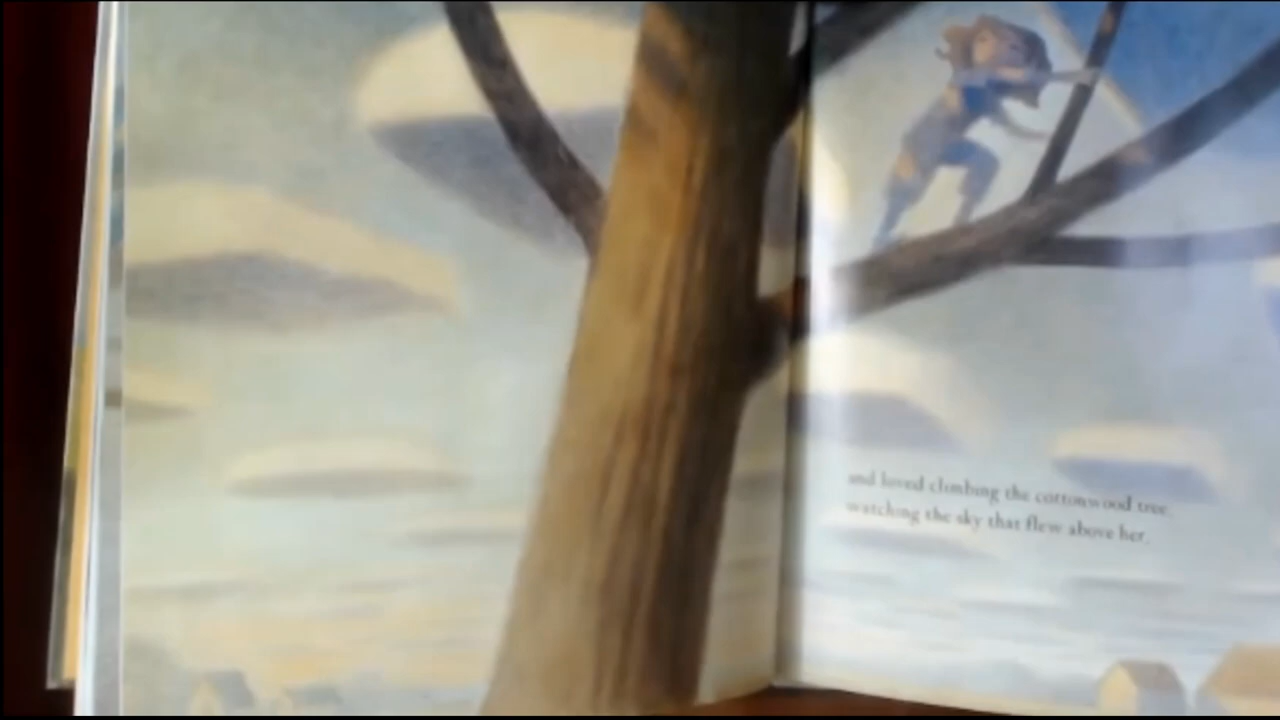 and loved climbing the cottonwood tree
watching the sky that flew above her.